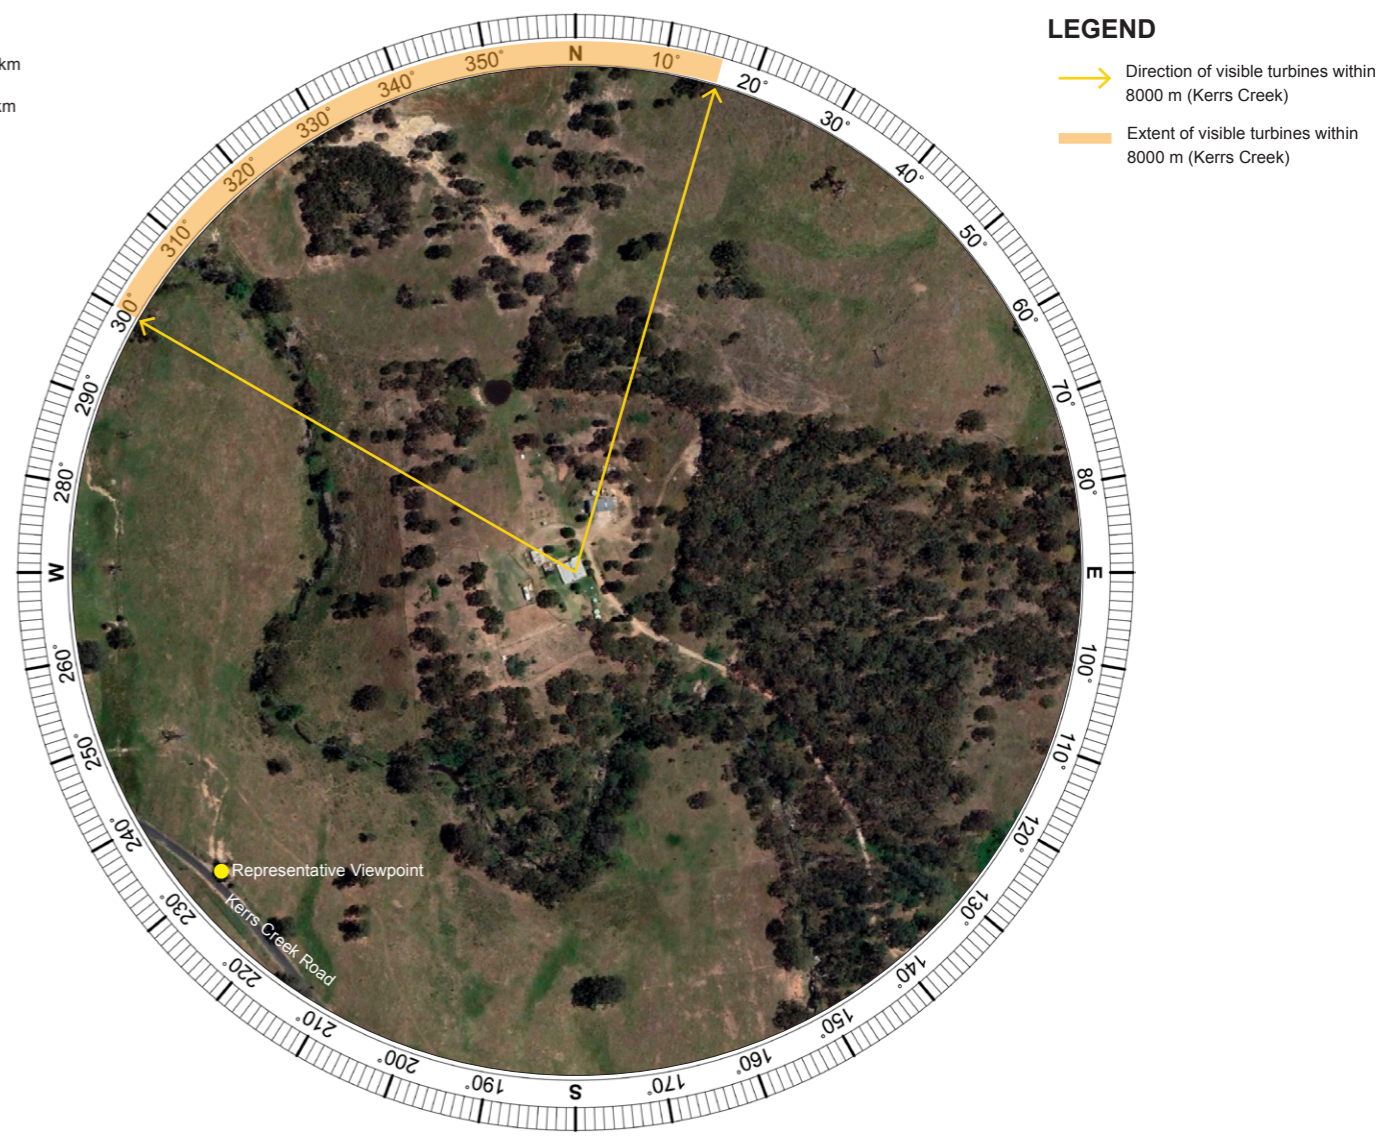 km
km
LEGEND
Direction of visible turbines within
8000 m (Kerrs Creek)
Extent of visible turbines within
8000 m (Kerrs Creek)
N
10°
20°
30°
40°
50°
60°
70°
80°
E
100°
110°
120°
130°
140°
150°
160°
170°
S
190°
200°
210°
220°
230°
240°
250°
260°
W
280°
290°
300°
310°
320°
330°
340°
350°
Representative Viewpoint
Kerrs Creek Road